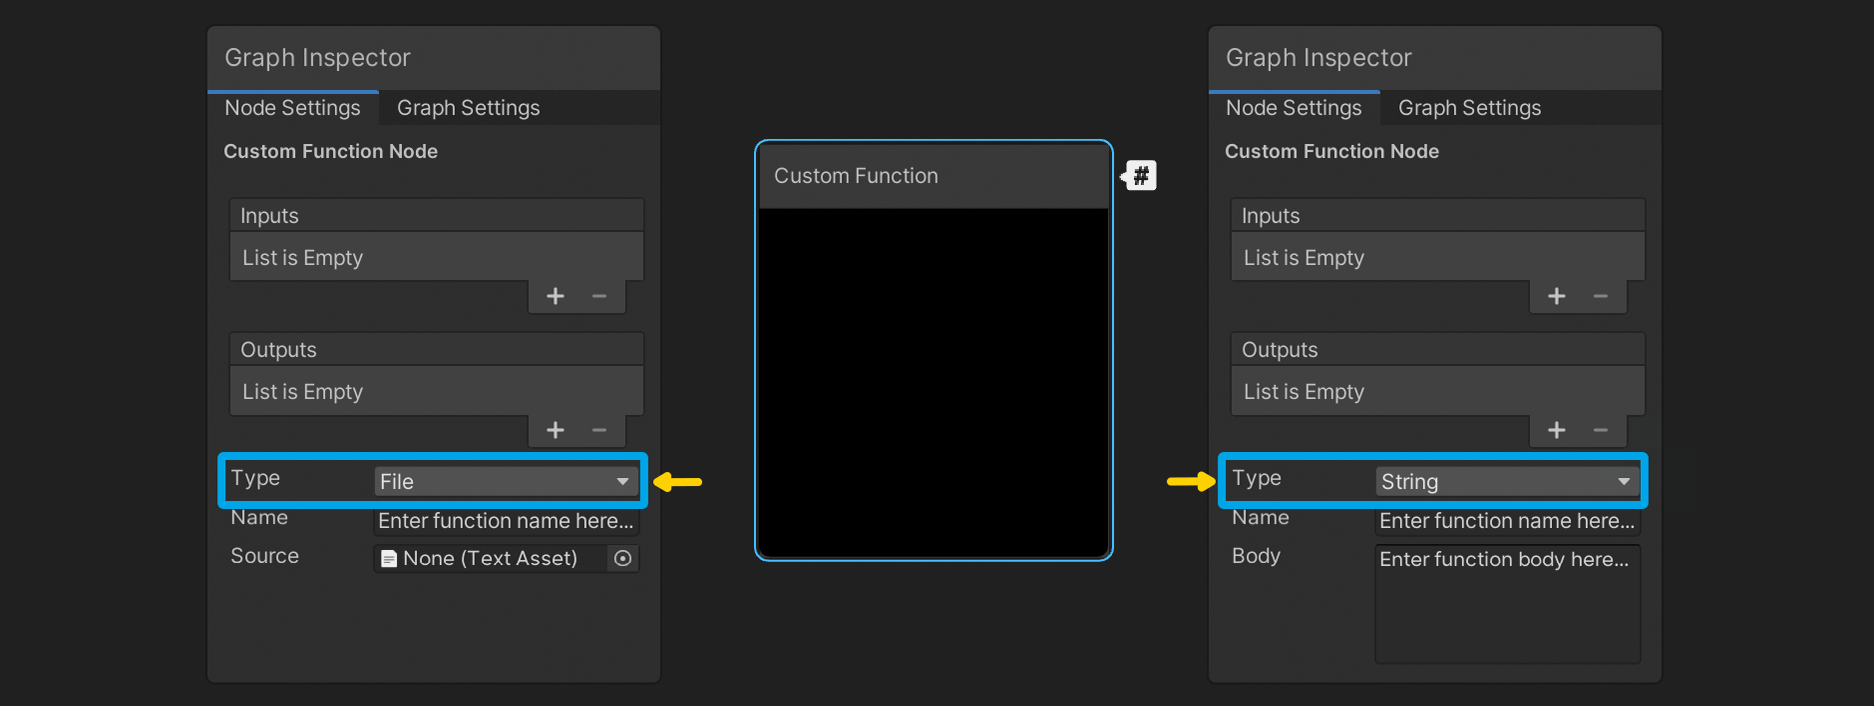 Graph Inspector
Node Settings Graph Settings
Custom Function Node
Inputs
List is Empty
+ −
Outputs
List is Empty
+ −
Type File
Name Enter function name here...
Source None (Text Asset)
Custom Function
#
Graph Inspector
Node Settings Graph Settings
Custom Function Node
Inputs
List is Empty
+ −
Outputs
List is Empty
+ −
Type String
Name Enter function name here...
Body Enter function body here...